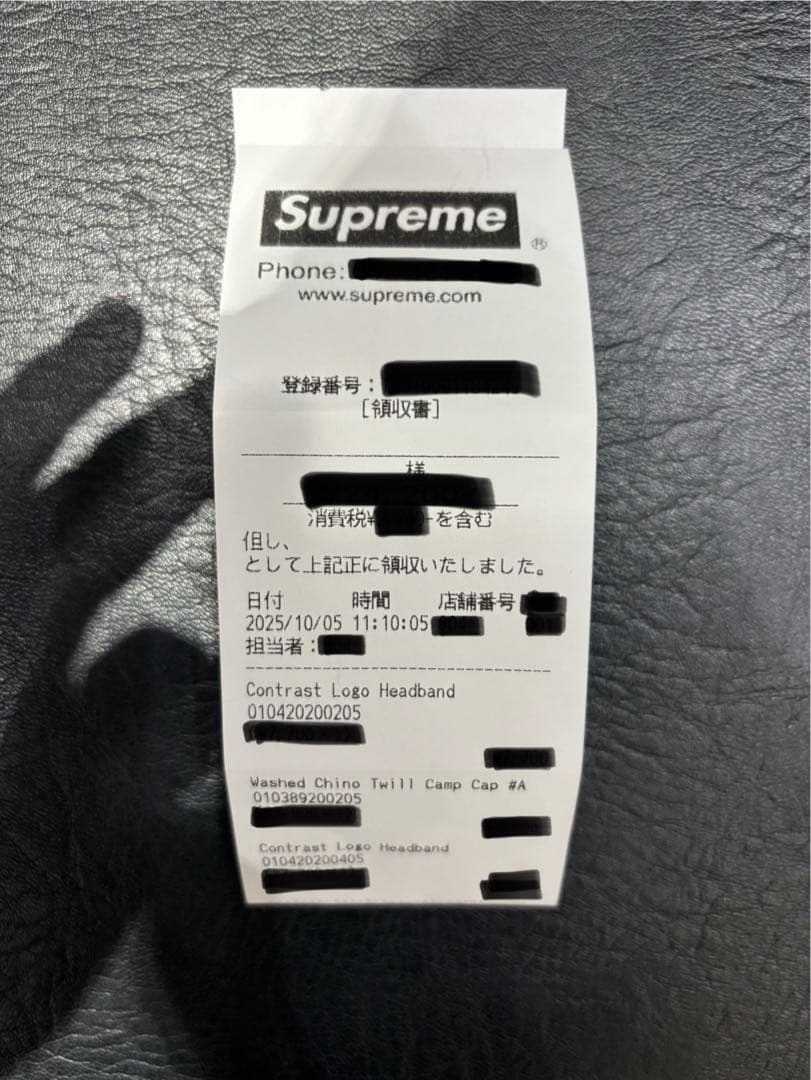 Supreme
®
Phone:
www.supreme.com
登録番号：
[領収書]
様
消費税¥ -を含む
但し、
として上記正に領収いたしました。
日付 時間 店舗番号
2025/10/05 11:10:05
担当者：
Contrast Logo Headband
010420200205
Washed Chino Twill Camp Cap #A
010389200205
Contrast Logo Headband
010420200405